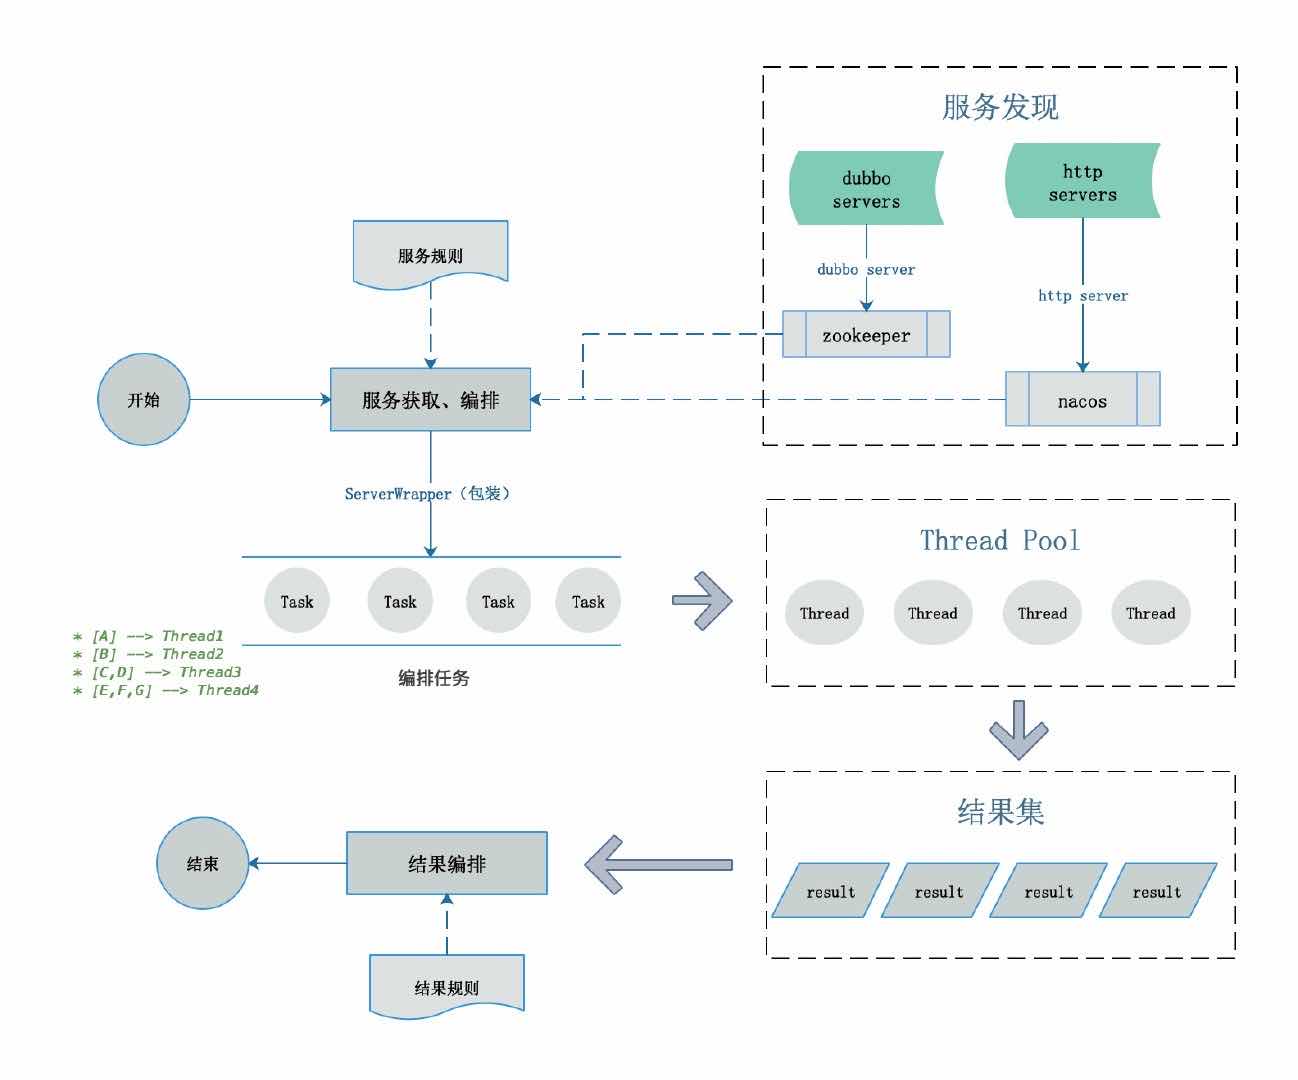 服务发现
dubbo
servers
http
servers
服务规则
dubbo server
http server
zookeeper
开始
服务获取、编排
nacos
ServerWrapper（包装）
Thread Pool
Task
Task
Task
Task
Thread
Thread
Thread
Thread
* [A] --> Thread1
* [B] --> Thread2
* [C,D] --> Thread3
* [E,F,G] --> Thread4
编排任务
结果集
结束
结果编排
result
result
result
result
结果规则